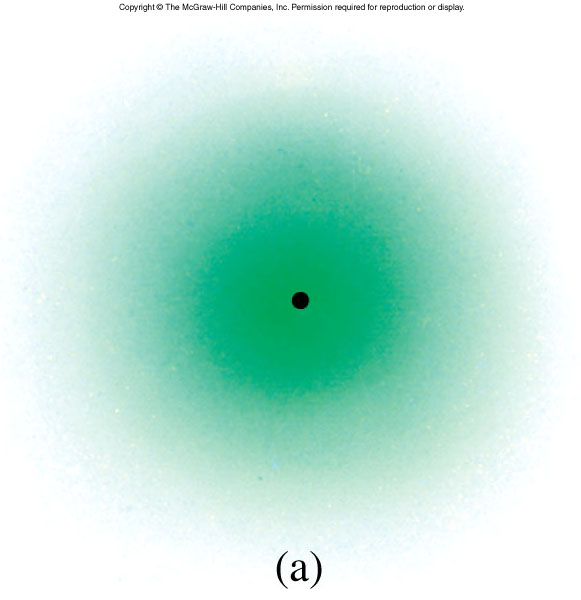 Copyright © The McGraw-Hill Companies, Inc. Permission required for reproduction or display.
(a)